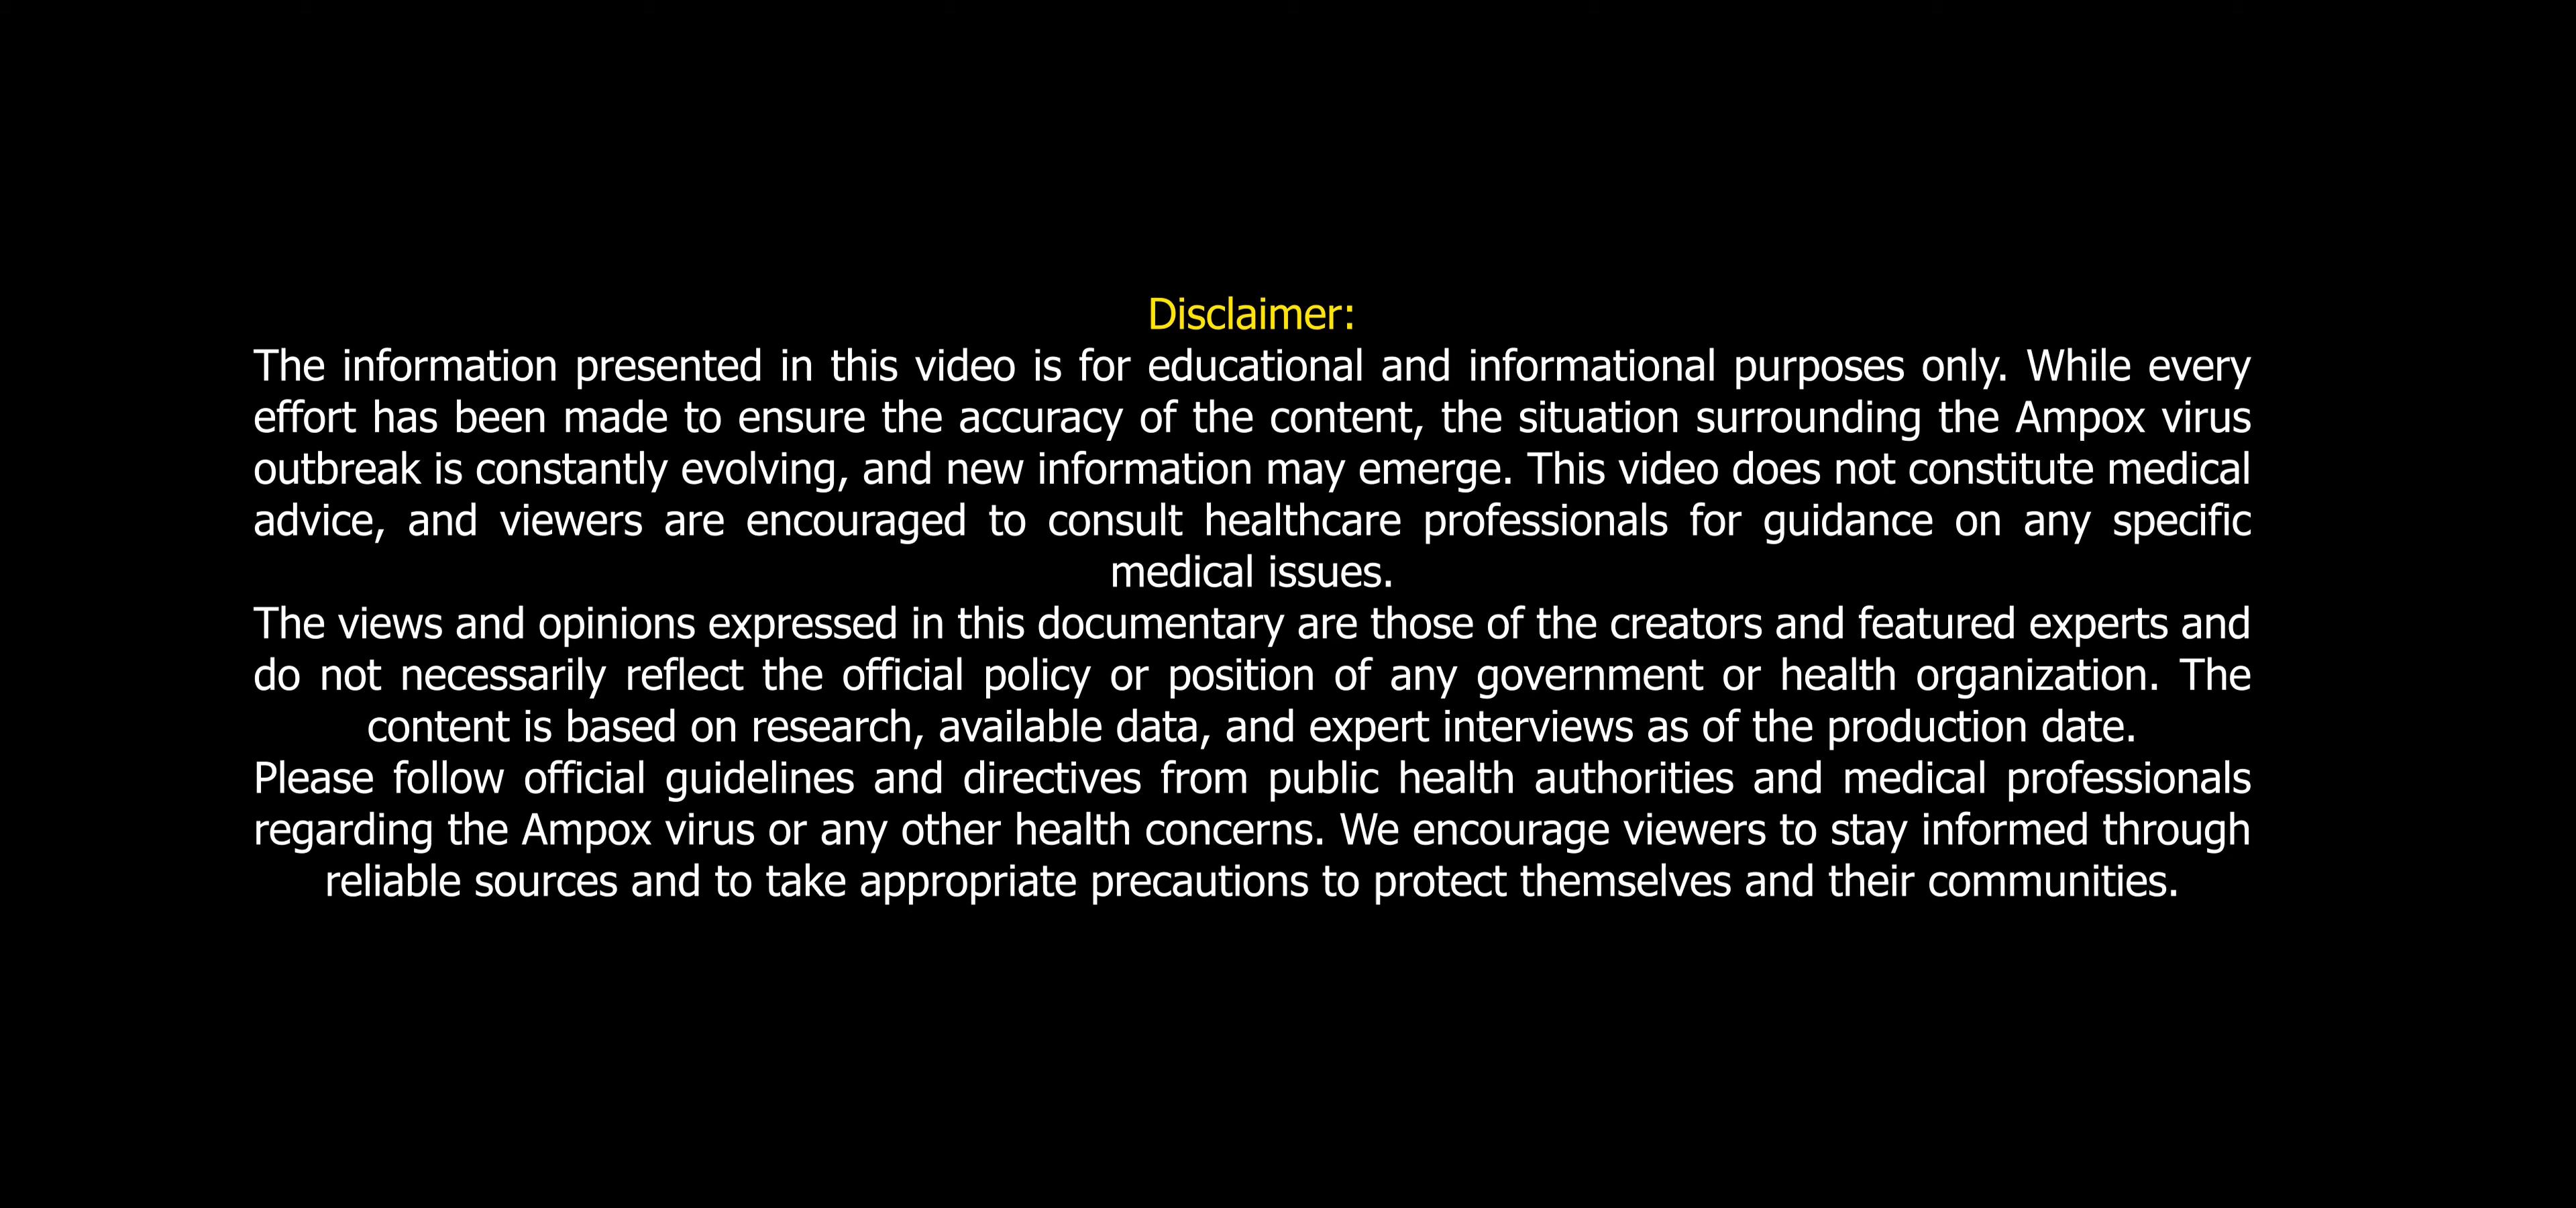 Disclaimer:
The information presented in this video is for educational and informational purposes only. While every
effort has been made to ensure the accuracy of the content, the situation surrounding the Ampox virus
outbreak is constantly evolving, and new information may emerge. This video does not constitute medical
advice, and viewers are encouraged to consult healthcare professionals for guidance on any specific
medical issues.
The views and opinions expressed in this documentary are those of the creators and featured experts and
do not necessarily reflect the official policy or position of any government or health organization. The
content is based on research, available data, and expert interviews as of the production date.
Please follow official guidelines and directives from public health authorities and medical professionals
regarding the Ampox virus or any other health concerns. We encourage viewers to stay informed through
reliable sources and to take appropriate precautions to protect themselves and their communities.